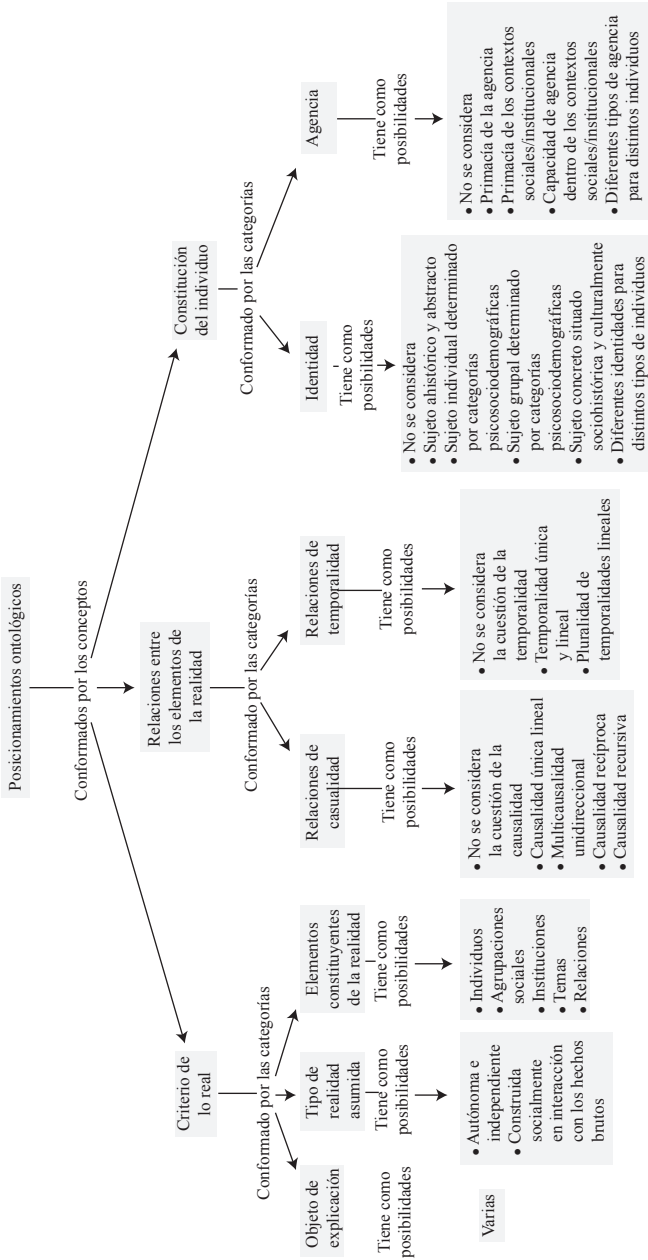 Posicionamientos ontológicos
Conformados por los conceptos
Criterio de
lo real
Conformado por las categorías
Objeto de
explicación
Tiene como
posibilidades
Varias
Tipo de
realidad
asumida
Tiene como
posibilidades
• Autónoma e
independiente
• Construida
socialmente
en interacción
con los hechos
brutos
Elementos
constituyentes
de la realidad
Tiene como
posibilidades
• Individuos
• Agrupaciones
sociales
• Instituciones
• Temas
• Relaciones
Relaciones entre
los elementos de
la realidad
Conformado por las categorías
Relaciones de
casualidad
Tiene como
posibilidades
• No se considera
la cuestión de la
causalidad
• Causalidad única lineal
• Multicausalidad
unidireccional
• Causalidad recíproca
• Causalidad recursiva
Relaciones de
temporalidad
Tiene como
posibilidades
• No se considera
la cuestión de la
temporalidad
• Temporalidad única
y lineal
• Pluralidad de
temporalidades lineales
Constitución
del individuo
Conformado por las categorías
Identidad
Tiene como
posibilidades
• No se considera
• Sujeto ahistórico y abstracto
• Sujeto individual determinado
por categorías
psicosociodemográficas
• Sujeto grupal determinado
por categorías
psicosociodemográficas
• Sujeto concreto situado
sociohistórica y culturalmente
• Diferentes identidades para
distintos tipos de individuos
Agencia
Tiene como
posibilidades
• No se considera
• Primacía de la agencia
• Primacía de los contextos
sociales/institucionales
• Capacidad de agencia
dentro de los contextos
sociales/institucionales
• Diferentes tipos de agencia
para distintos individuos